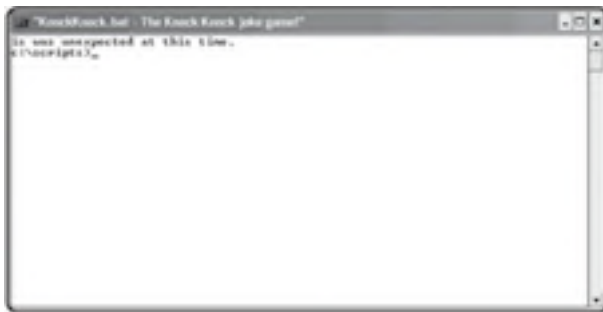 "KnockKnock.bat - The Knock Knock joke game!"
is was unexpected at this time.
C:\scripts>_